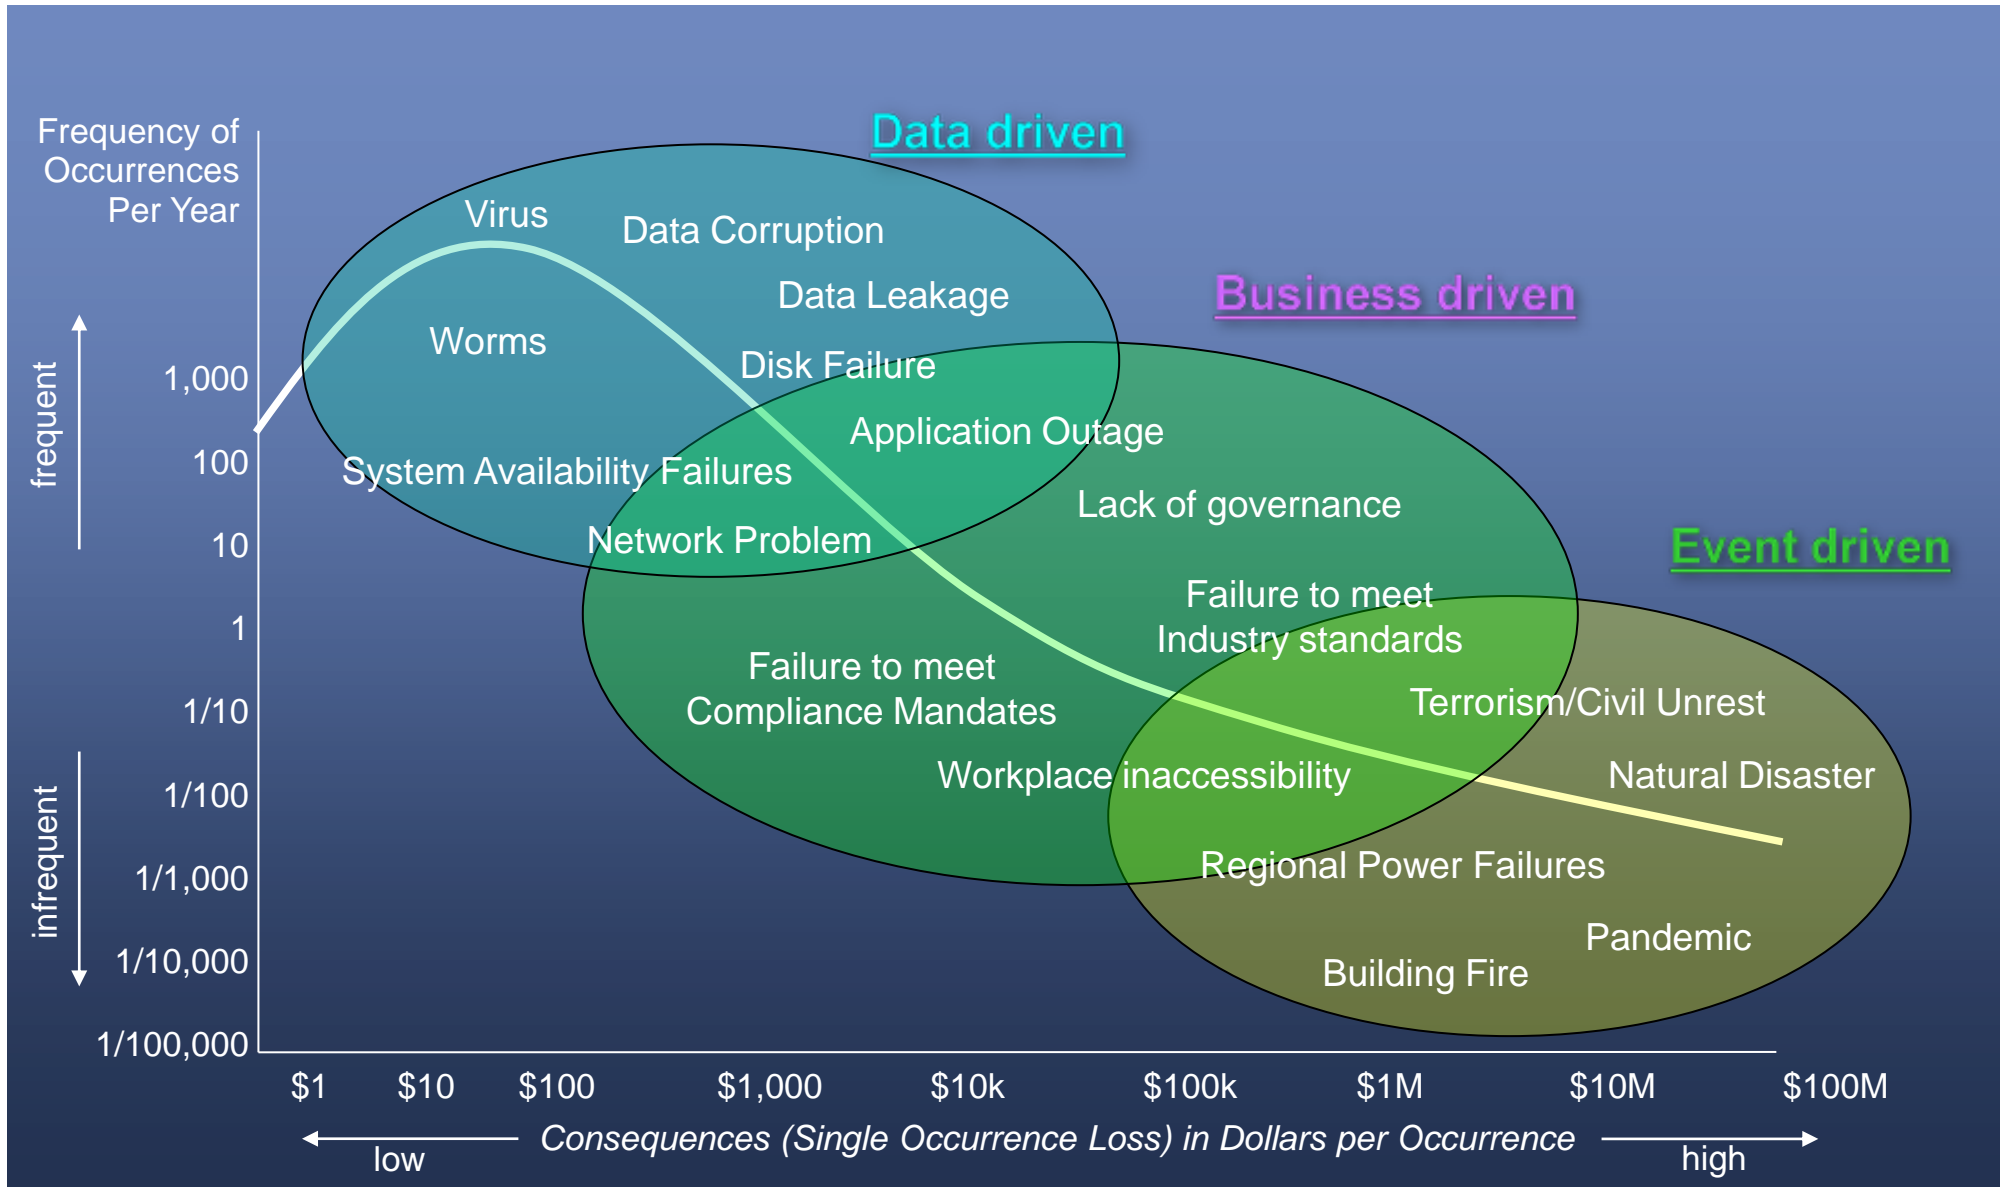 Frequency of
Occurrences
Per Year
Data driven
Virus
Data Corruption
Data Leakage
Business driven
Worms
Disk Failure
Application Outage
System Availability Failures
Lack of governance
Network Problem
Event driven
Failure to meet
Industry standards
Failure to meet
Compliance Mandates
Terrorism/Civil Unrest
Workplace inaccessibility
Natural Disaster
Regional Power Failures
Pandemic
Building Fire
frequent
infrequent
1,000
100
10
1
1/10
1/100
1/1,000
1/10,000
1/100,000
$1 $10 $100 $1,000 $10k $100k $1M $10M $100M
Consequences (Single Occurrence Loss) in Dollars per Occurrence
low
high